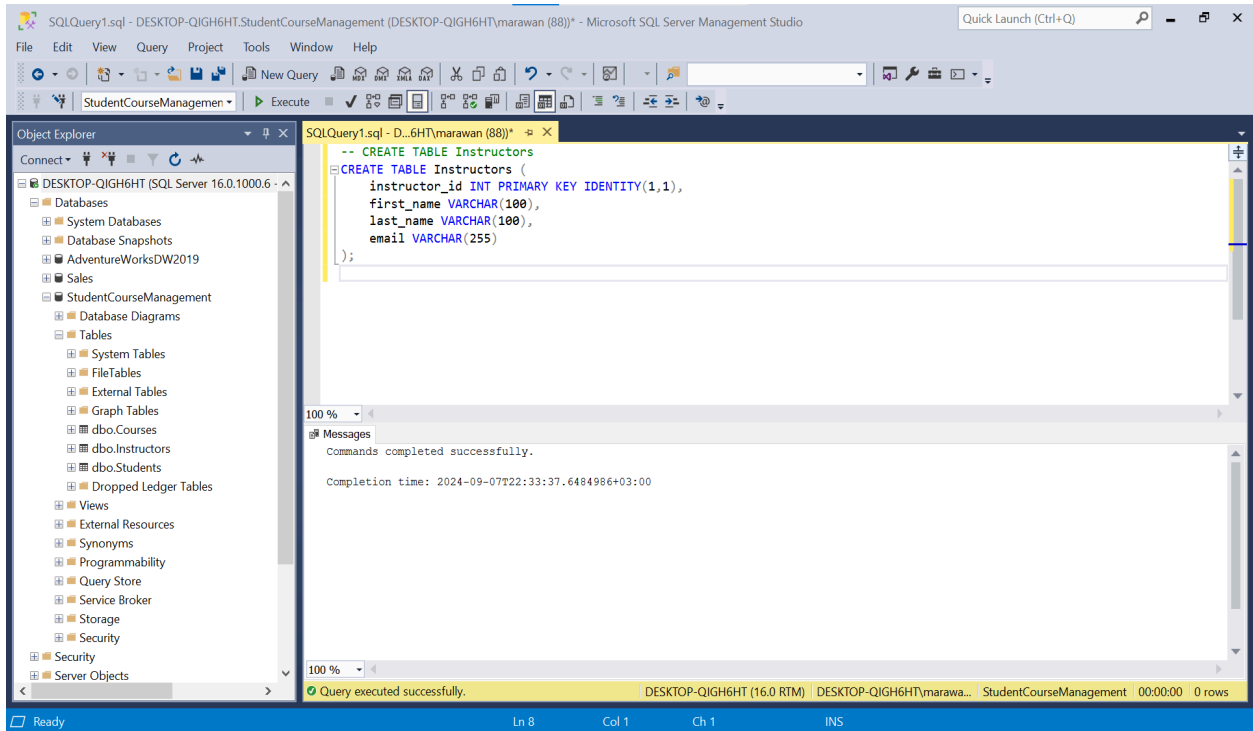 SQLQuery1.sql - DESKTOP-QIGH6HT.StudentCourseManagement (DESKTOP-QIGH6HT\marawan (88))* - Microsoft SQL Server Management Studio
Quick Launch (Ctrl+Q)
File Edit View Query Project Tools Window Help
New Query MDX DMX XMLA DAX
StudentCourseManagemen Execute
Object Explorer
Connect
DESKTOP-QIGH6HT (SQL Server 16.0.1000.6 -
Databases
System Databases
Database Snapshots
AdventureWorksDW2019
Sales
StudentCourseManagement
Database Diagrams
Tables
System Tables
FileTables
External Tables
Graph Tables
dbo.Courses
dbo.Instructors
dbo.Students
Dropped Ledger Tables
Views
External Resources
Synonyms
Programmability
Query Store
Service Broker
Storage
Security
Security
Server Objects
SQLQuery1.sql - D...6HT\marawan (88))*
-- CREATE TABLE Instructors
CREATE TABLE Instructors (
instructor_id INT PRIMARY KEY IDENTITY(1,1),
first_name VARCHAR(100),
last_name VARCHAR(100),
email VARCHAR(255)
);
100 %
Messages
Commands completed successfully.
Completion time: 2024-09-07T22:33:37.6484986+03:00
100 %
Query executed successfully. DESKTOP-QIGH6HT (16.0 RTM) DESKTOP-QIGH6HT\marawa... StudentCourseManagement 00:00:00 0 rows
Ready Ln 8 Col 1 Ch 1 INS